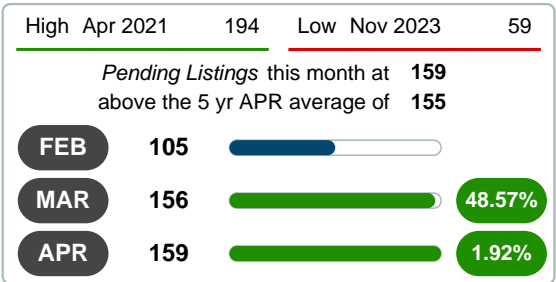 High Apr 2021 194 Low Nov 2023 59
Pending Listings this month at 159
above the 5 yr APR average of 155
FEB 105
MAR 156 48.57%
APR 159 1.92%